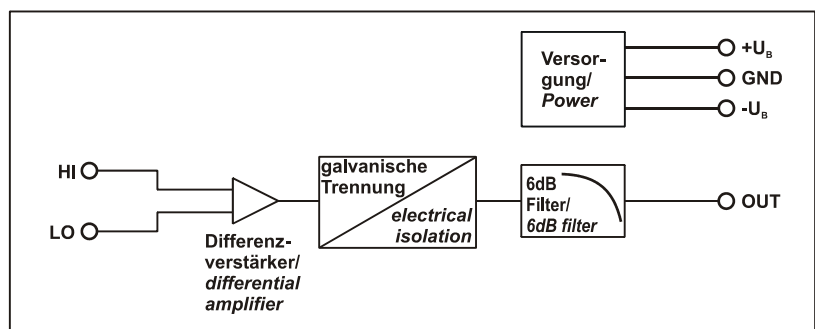 Versor-
gung/
Power
+UB
GND
-UB
HI
LO
Differenz-
verstärker/
differential
amplifier
galvanische
Trennung
electrical
isolation
6dB
Filter/
6dB filter
OUT